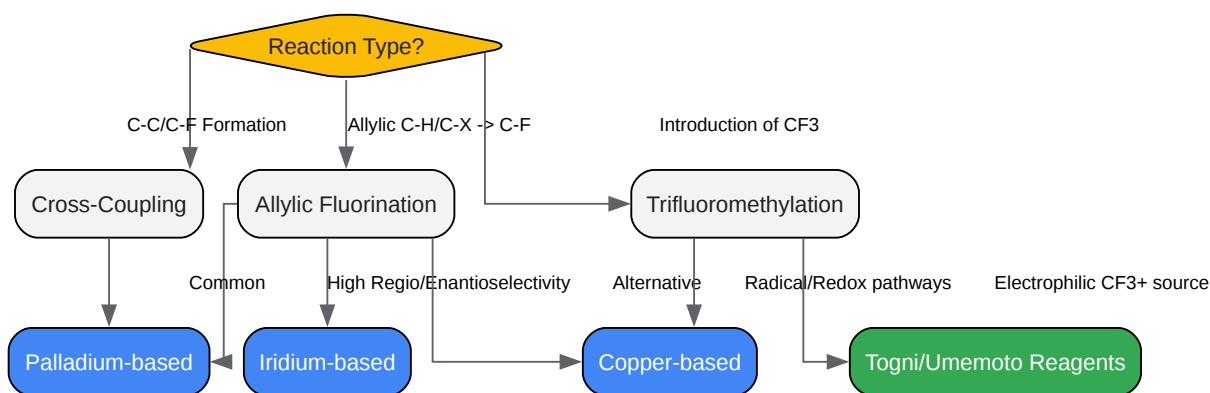 Reaction Type?
C-C/C-F Formation
Allylic C-H/C-X -> C-F
Introduction of CF3
Cross-Coupling
Allylic Fluorination
Trifluoromethylation
Common
High Regio/Enantioselectivity
Alternative
Radical/Redox pathways
Electrophilic CF3+ source
Palladium-based
Iridium-based
Copper-based
Togni/Umemoto Reagents